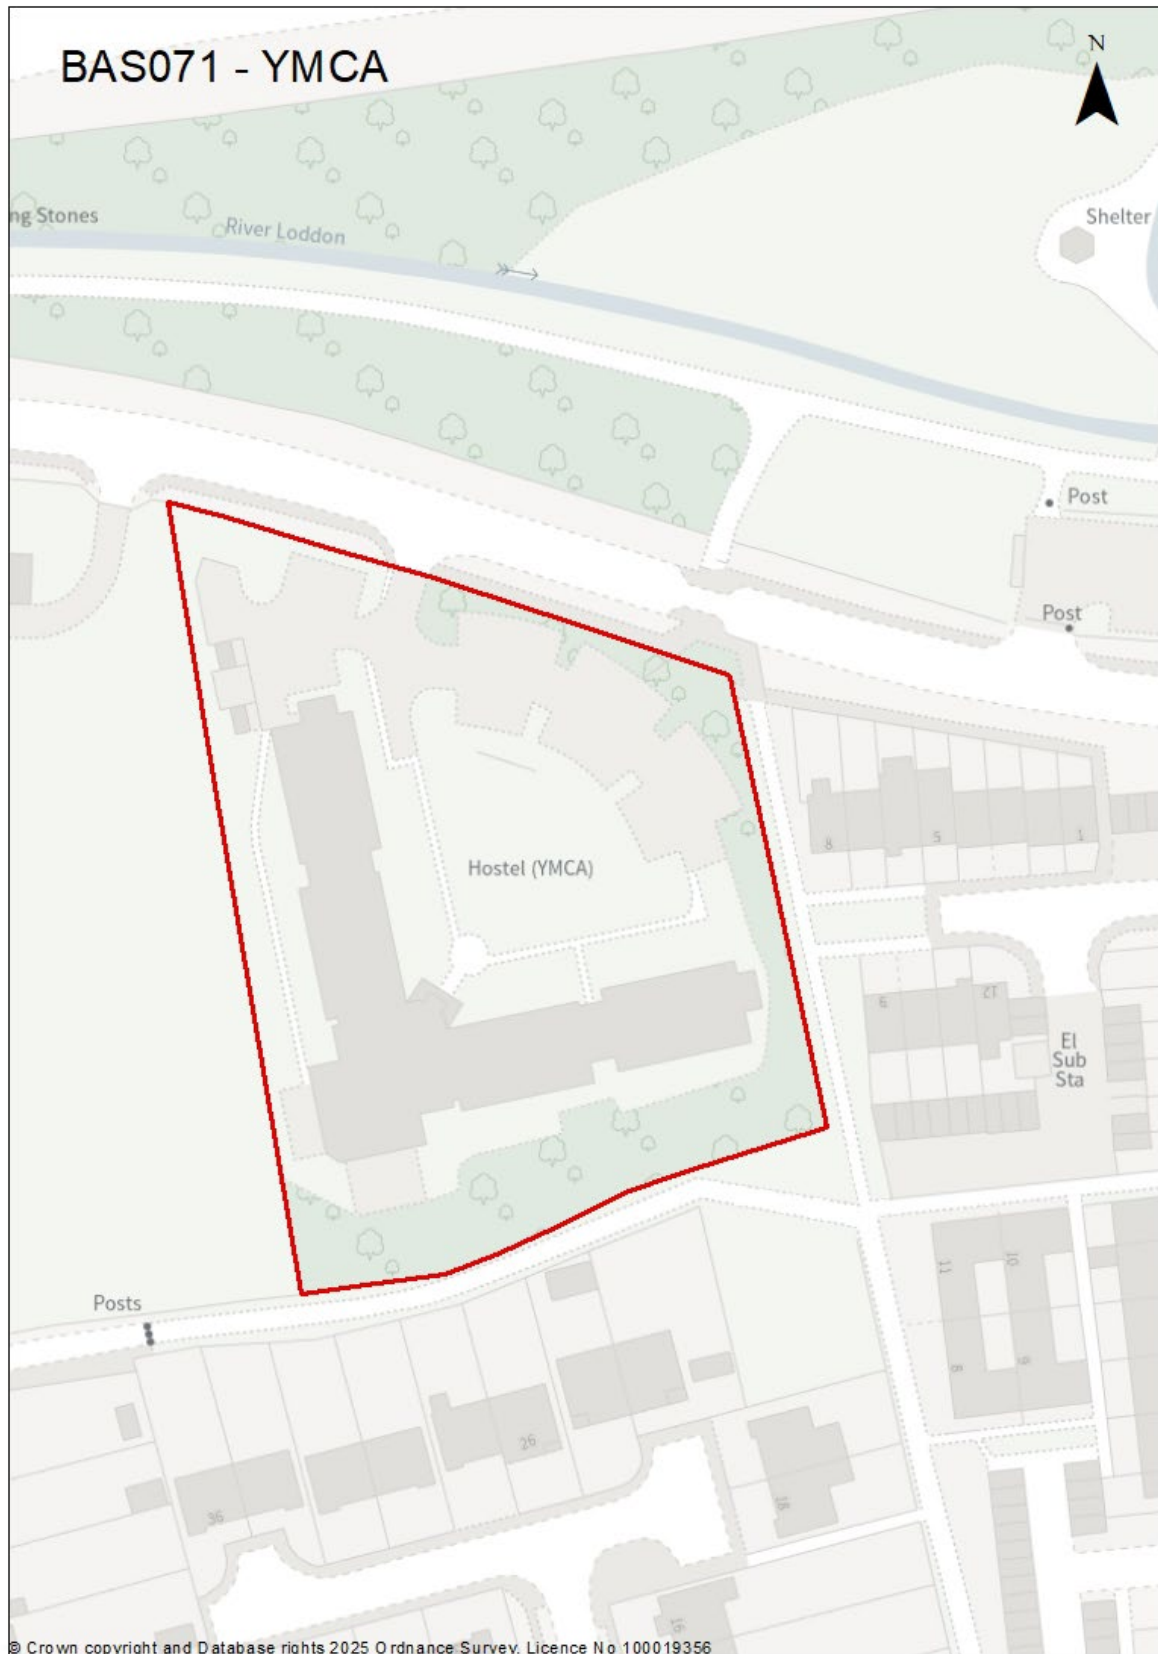 BAS071 - YMCA
N
ng Stones
River Loddon
Shelter
Post
Post
Hostel (YMCA)
8
5
1
9
12
El
Sub
Sta
11
10
8
9
Posts
26
36
18
16
© Crown copyright and Database rights 2025 Ordnance Survey. Licence No 100019356